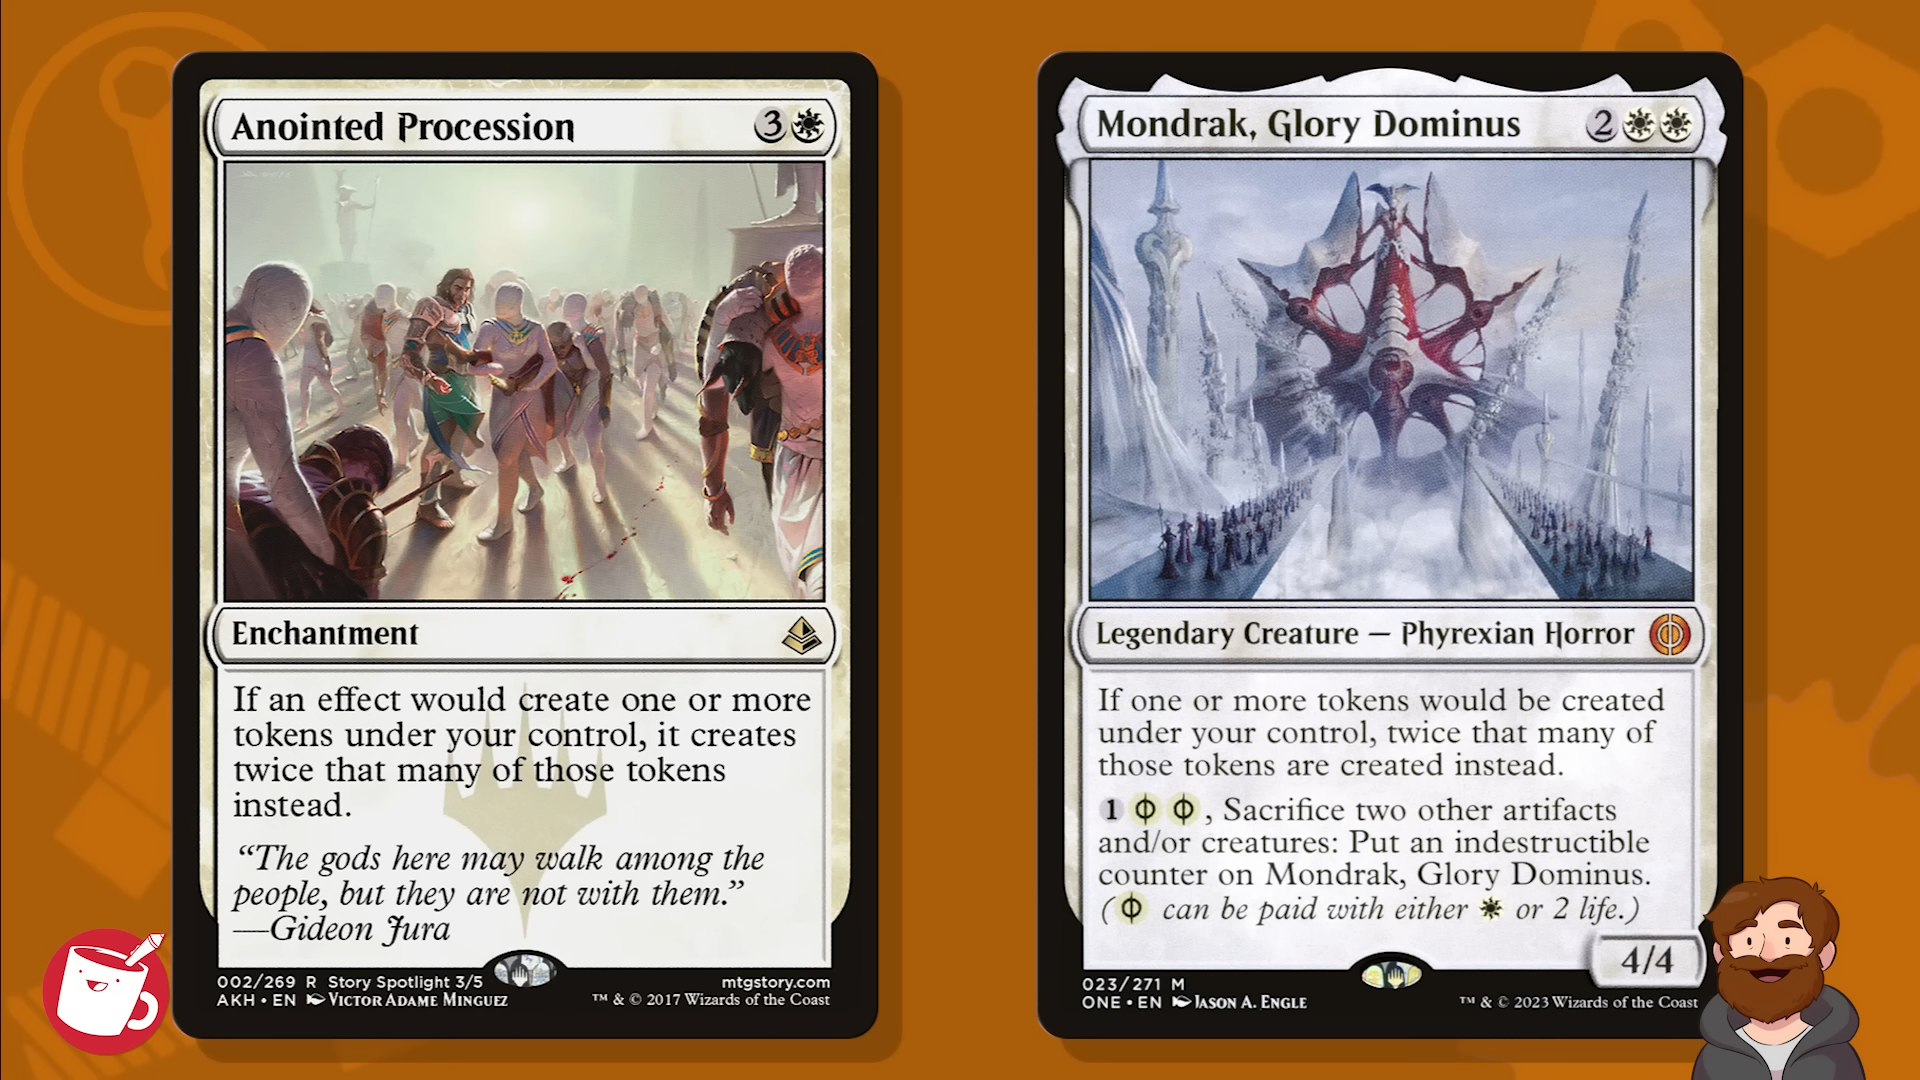 Anointed Procession 3
Enchantment
If an effect would create one or more
tokens under your control, it creates
twice that many of those tokens
instead.
“The gods here may walk among the
people, but they are not with them.”
—Gideon Jura
002/269 R Story Spotlight 3/5
mtgstory.com
AKH • EN Victor Adame Minguez
™ & © 2017 Wizards of the Coast
Mondrak, Glory Dominus 2
Legendary Creature — Phyrexian Horror
If one or more tokens would be created
under your control, twice that many of
those tokens are created instead.
1 , Sacrifice two other artifacts
and/or creatures: Put an indestructible
counter on Mondrak, Glory Dominus.
( can be paid with either or 2 life.)
4/4
023/271 M
ONE • EN Jason A. Engle
™ & © 2023 Wizards of the Coast